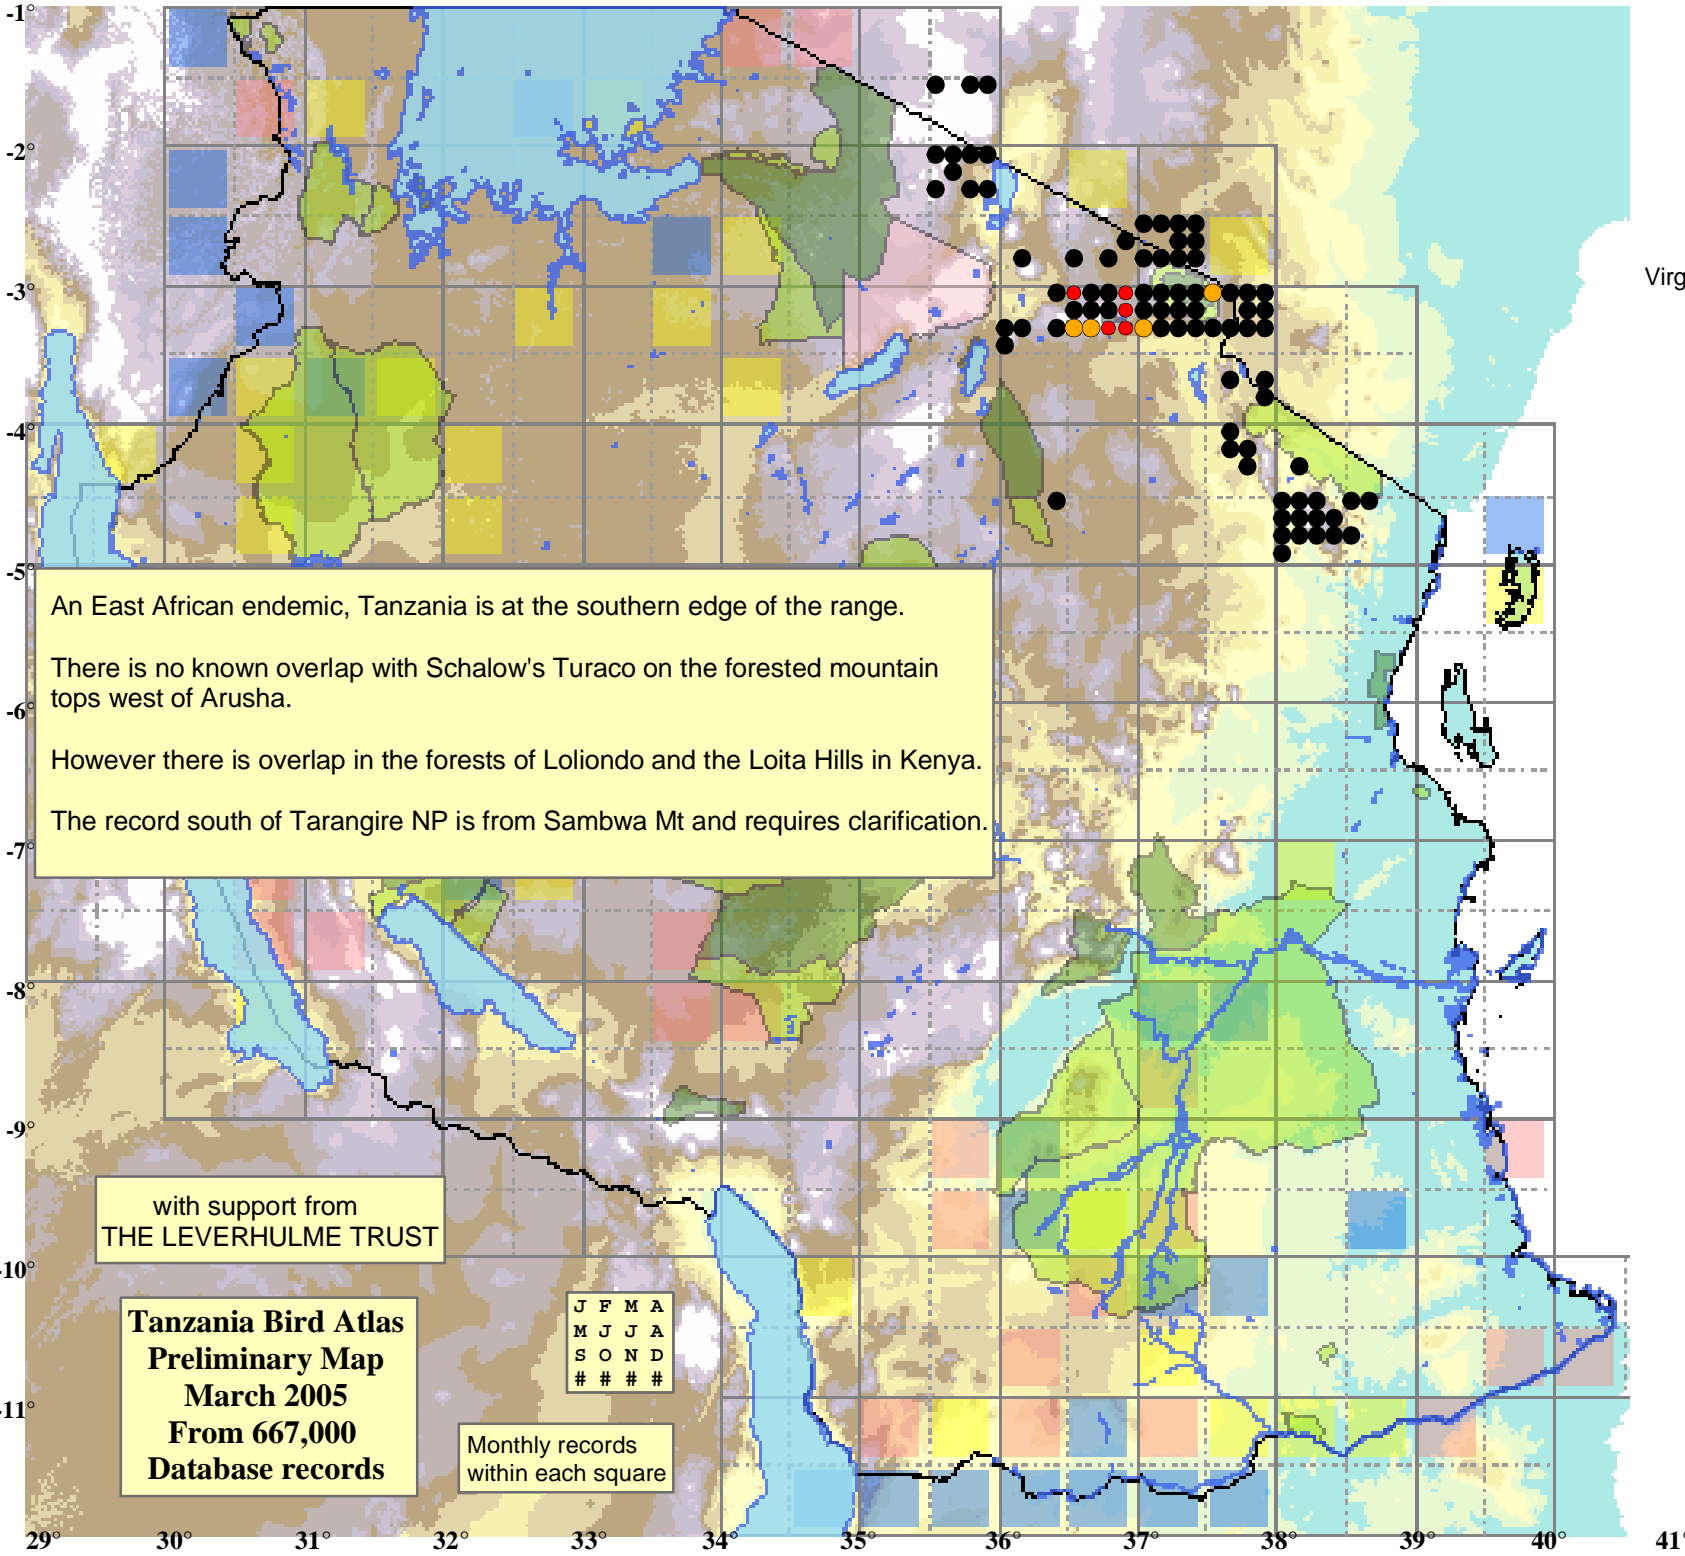 -1°
-2°
-3°
-4°
-5°
-6°
-7°
-8°
-9°
-10°
-11°
Virg
An East African endemic, Tanzania is at the southern edge of the range.
There is no known overlap with Schalow's Turaco on the forested mountain
tops west of Arusha.
However there is overlap in the forests of Loliondo and the Loita Hills in Kenya.
The record south of Tarangire NP is from Sambwa Mt and requires clarification.
with support from
THE LEVERHULME TRUST
Tanzania Bird Atlas
Preliminary Map
March 2005
From 667,000
Database records
J F M A
M J J A
S O N D
# # # #
Monthly records
within each square
29° 30° 31° 32° 33° 34° 35° 36° 37° 38° 39° 40° 41°